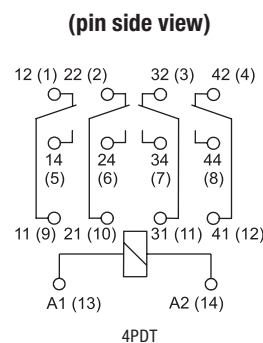 (pin side view)
12 (1) 22 (2) 32 (3) 42 (4)
14 24 34 44
(5) (6) (7) (8)
11 (9) 21 (10) 31 (11) 41 (12)
A1 (13) A2 (14)
4PDT